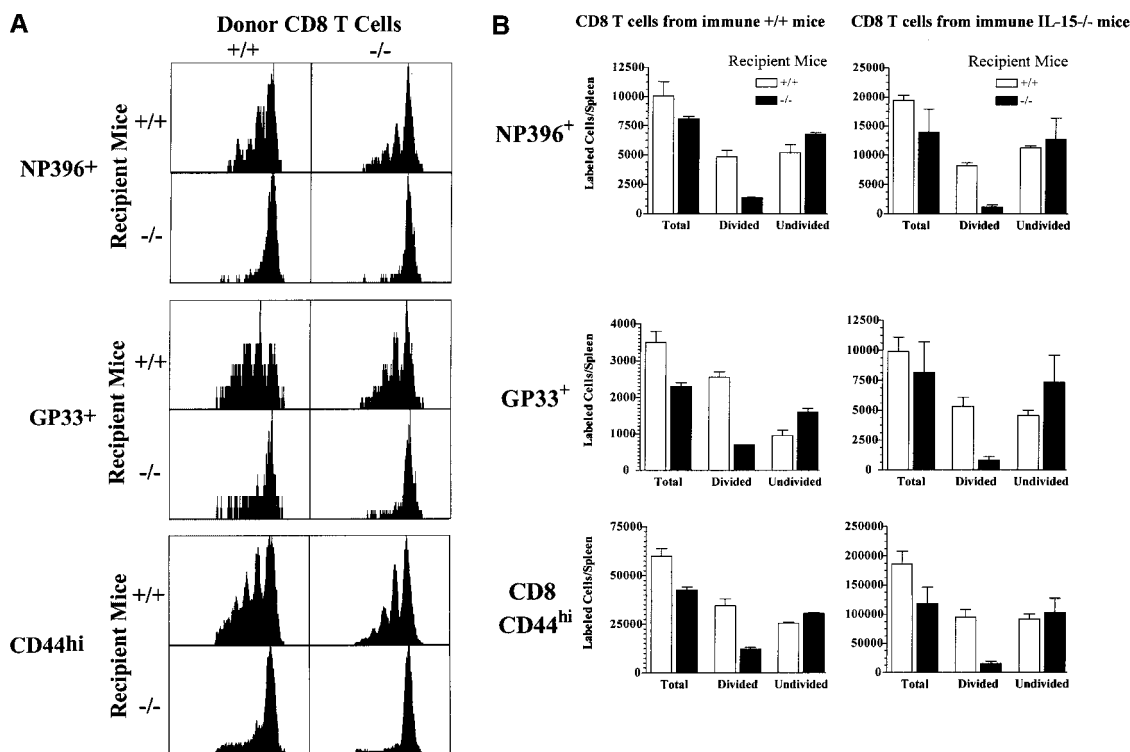 A
Donor CD8 T Cells
+/+ -/-
NP396+
Recipient Mice
+/+
-/-
GP33+
Recipient Mice
+/+
-/-
CD44hi
Recipient Mice
+/+
-/-
B
CD8 T cells from immune +/+ mice
CD8 T cells from immune IL-15-/- mice
NP396+
Labeled Cells/Spleen
12500
10000
7500
5000
2500
0
Recipient Mice
+/+
-/-
Total Divided Undivided
25000
20000
15000
10000
5000
0
Recipient Mice
+/+
-/-
Total Divided Undivided
GP33+
Labeled Cells/Spleen
4000
3000
2000
1000
0
Total Divided Undivided
12500
10000
7500
5000
2500
0
Total Divided Undivided
CD8
CD44hi
Labeled Cells/Spleen
75000
50000
25000
0
Total Divided Undivided
250000
200000
150000
100000
50000
0
Total Divided Undivided